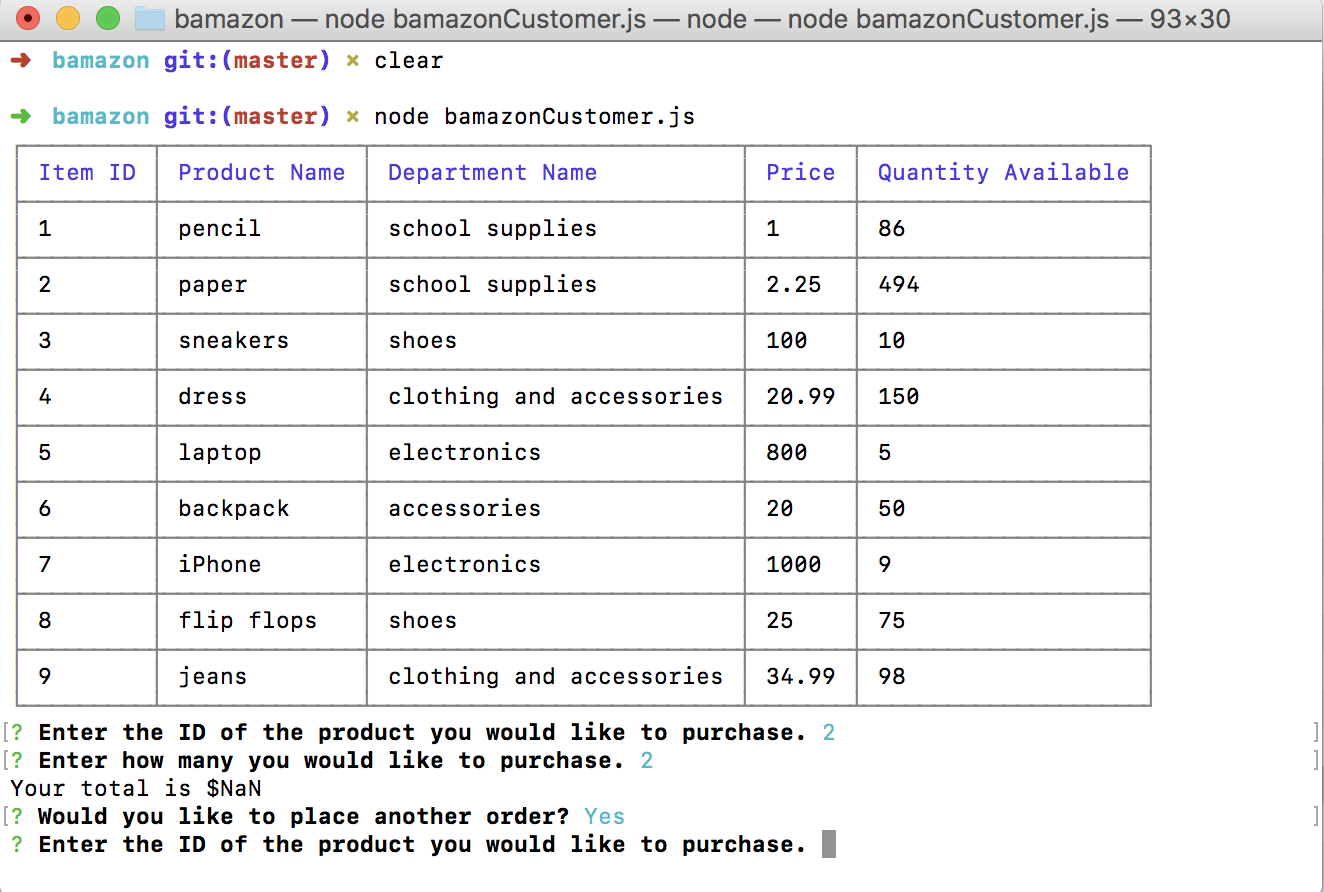 bamazon — node bamazonCustomer.js — node — node bamazonCustomer.js — 93×30
➜ bamazon git:(master) × clear
➜ bamazon git:(master) × node bamazonCustomer.js
Item ID Product Name Department Name Price Quantity Available
1 pencil school supplies 1 86
2 paper school supplies 2.25 494
3 sneakers shoes 100 10
4 dress clothing and accessories 20.99 150
5 laptop electronics 800 5
6 backpack accessories 20 50
7 iPhone electronics 1000 9
8 flip flops shoes 25 75
9 jeans clothing and accessories 34.99 98
[? Enter the ID of the product you would like to purchase. 2 ]
[? Enter how many you would like to purchase. 2 ]
Your total is $NaN
[? Would you like to place another order? Yes ]
? Enter the ID of the product you would like to purchase.